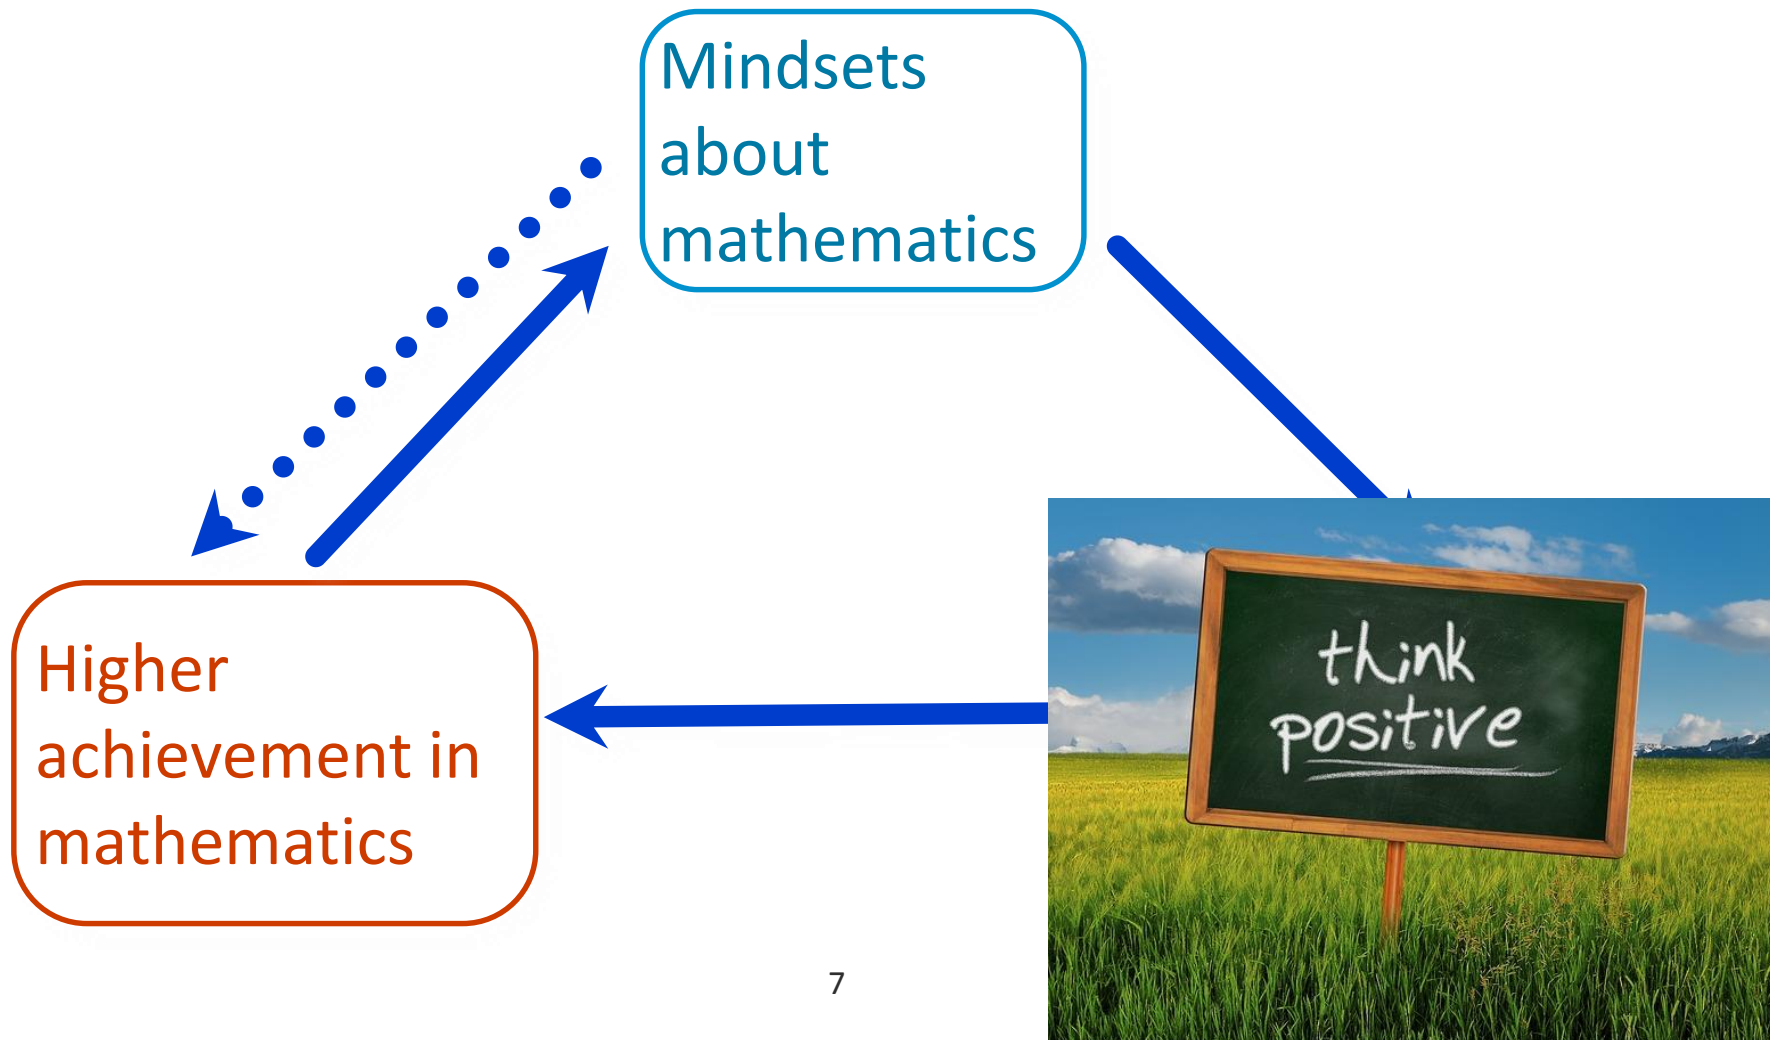 Mindsets
about
mathematics
Higher
achievement in
mathematics
think
positive
7